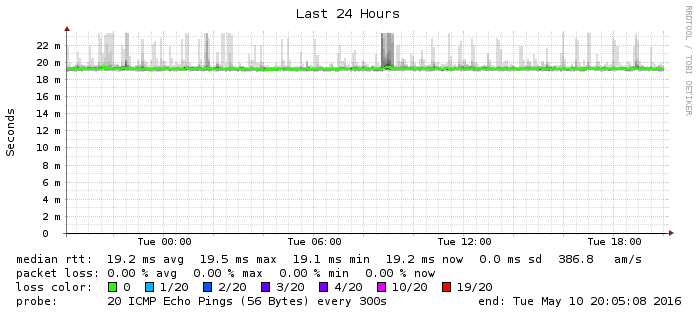 Last 24 Hours
RRDTOOL / TOBI OETIKER
Seconds
22 m
20 m
18 m
16 m
14 m
12 m
10 m
8 m
6 m
4 m
2 m
0
Tue 00:00 Tue 06:00 Tue 12:00 Tue 18:00
median rtt: 19.2 ms avg 19.5 ms max 19.1 ms min 19.2 ms now 0.0 ms sd 386.8 am/s
packet loss: 0.00 % avg 0.00 % max 0.00 % min 0.00 % now
loss color: 0 1/20 2/20 3/20 4/20 10/20 19/20
probe: 20 ICMP Echo Pings (56 Bytes) every 300s end: Tue May 10 20:05:08 2016